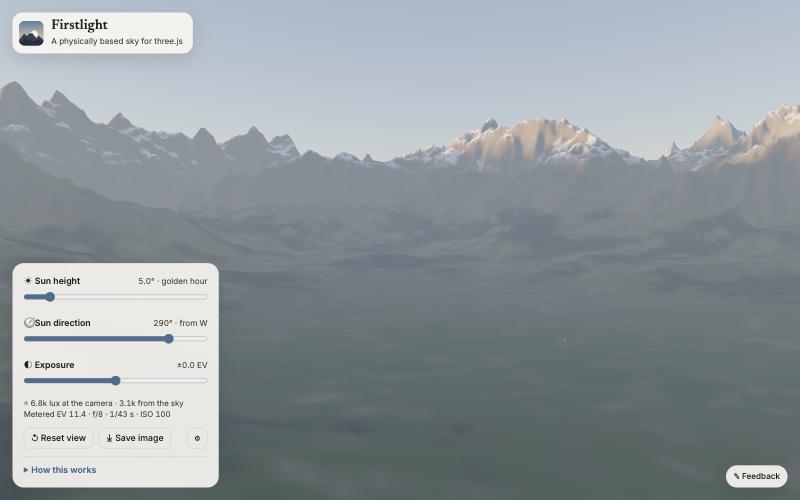 Firstlight
A physically based sky for three.js
Sun height 5.0° · golden hour
Sun direction 290° · from W
Exposure ±0.0 EV
☀ 6.8k lux at the camera · 3.1k from the sky
Metered EV 11.4 · f/8 · 1/43 s · ISO 100
Reset view Save image
How this works
Feedback